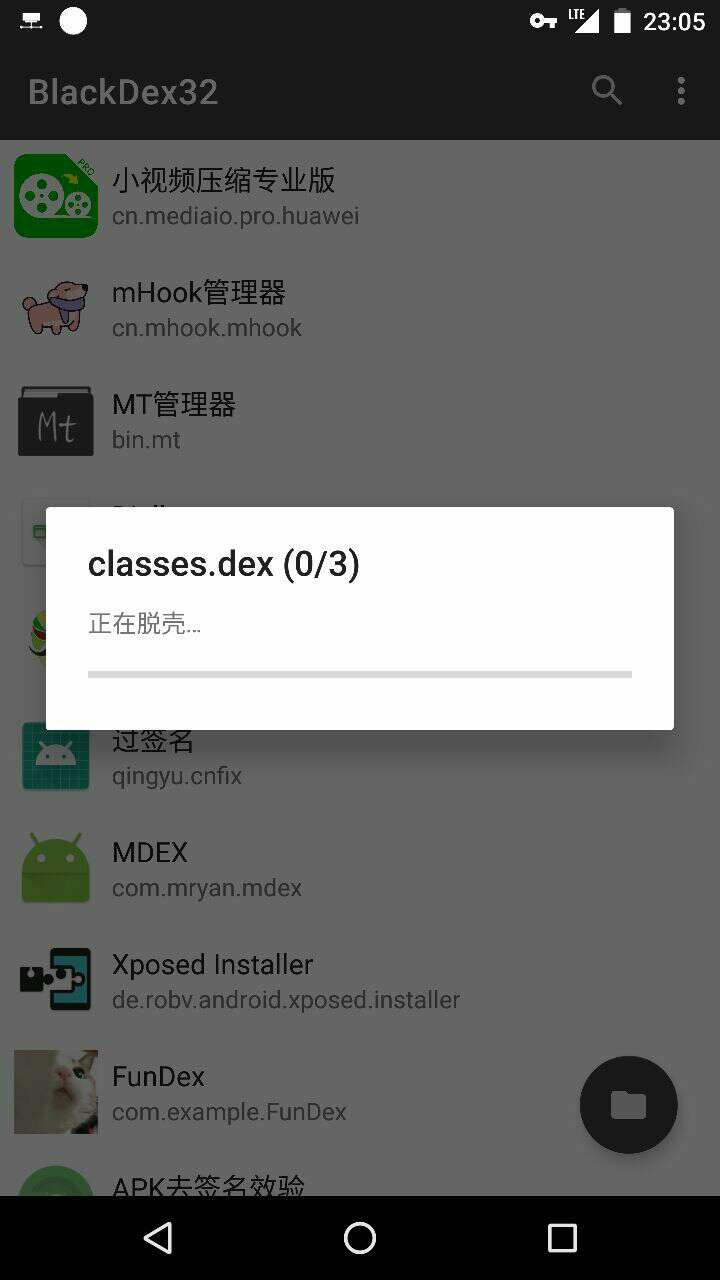 LTE 23:05
BlackDex32
PRO
小视频压缩专业版
cn.mediaio.pro.huawei
mHook管理器
cn.mhook.mhook
Mt
MT管理器
bin.mt
classes.dex (0/3)
正在脱壳…
过签名
qingyu.cnfix
MDEX
com.mryan.mdex
Xposed Installer
de.robv.android.xposed.installer
FunDex
com.example.FunDex
APK去签名效验